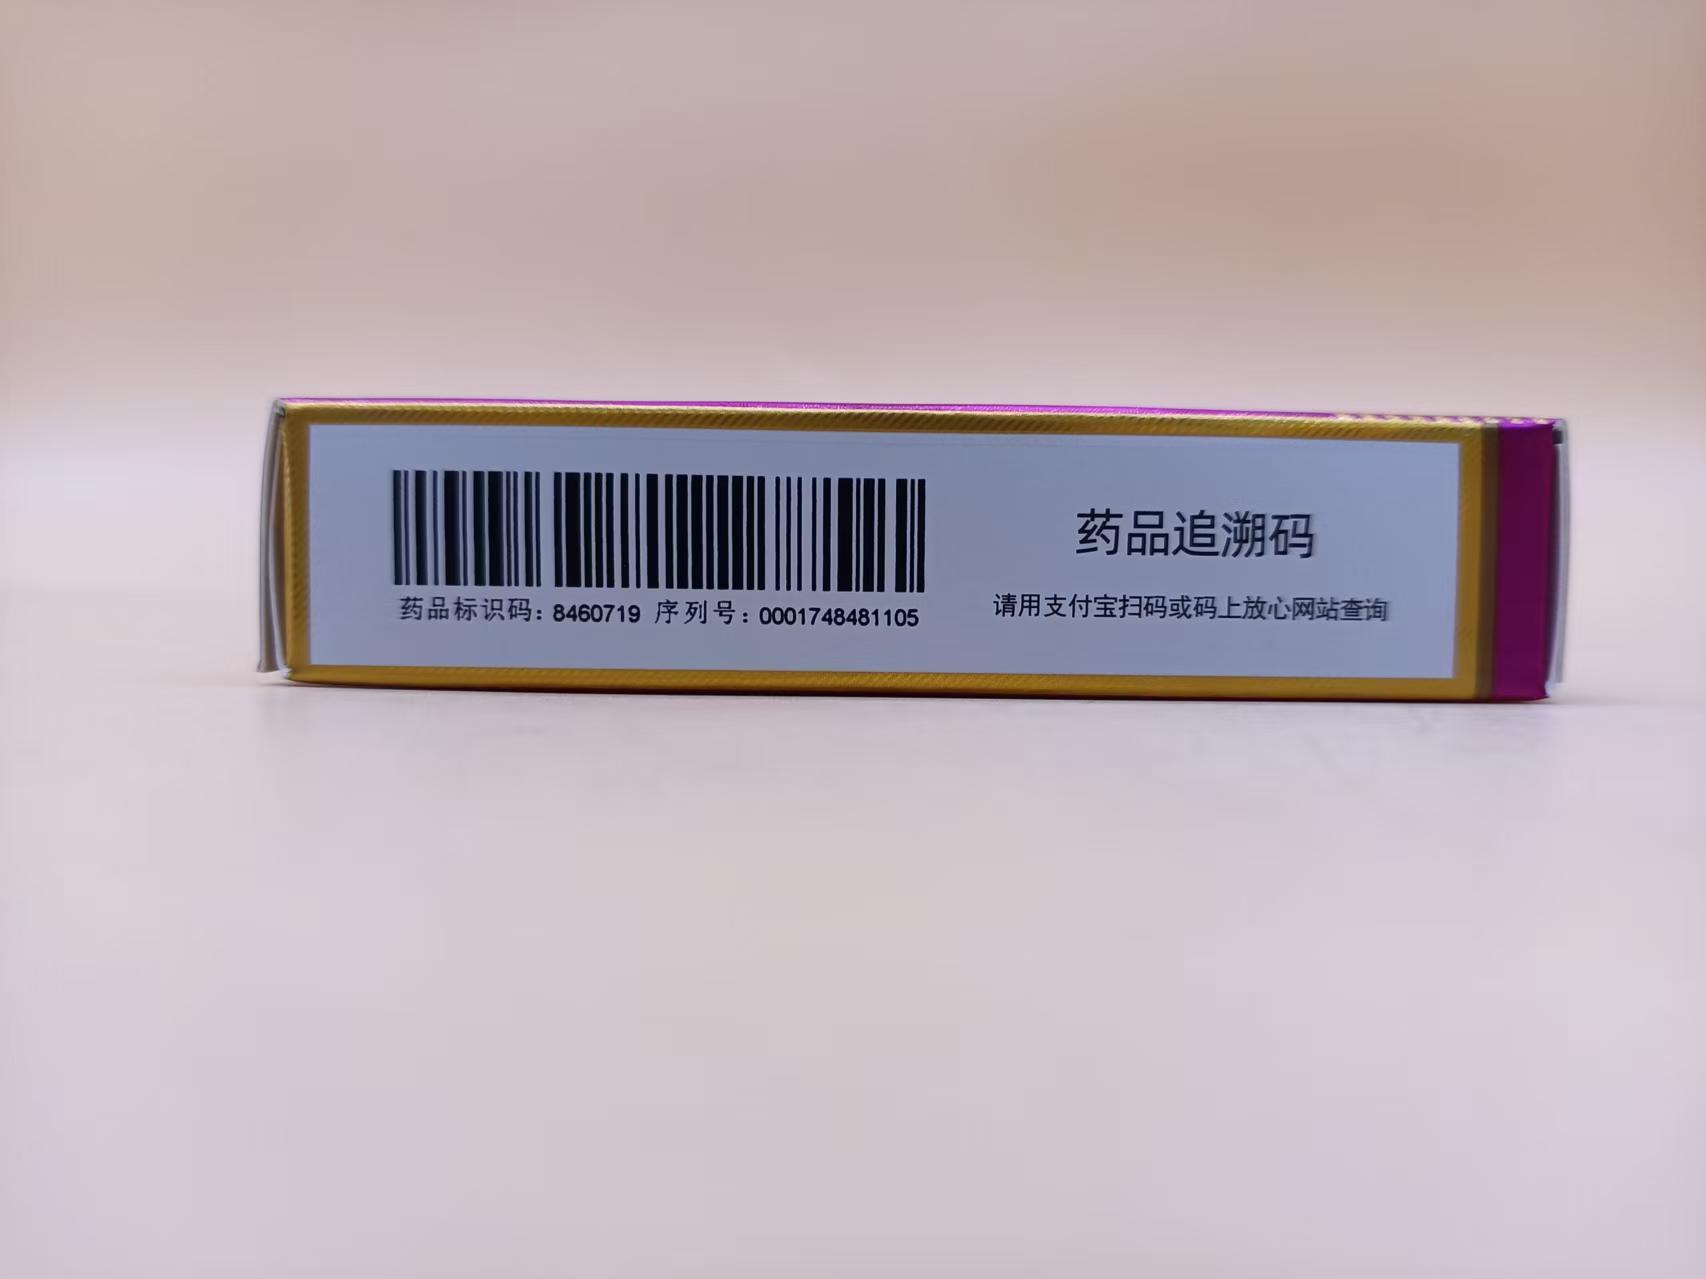 药品标识码：8460719 序列号：0001748481105
药品追溯码
请用支付宝扫码或码上放心网站查询